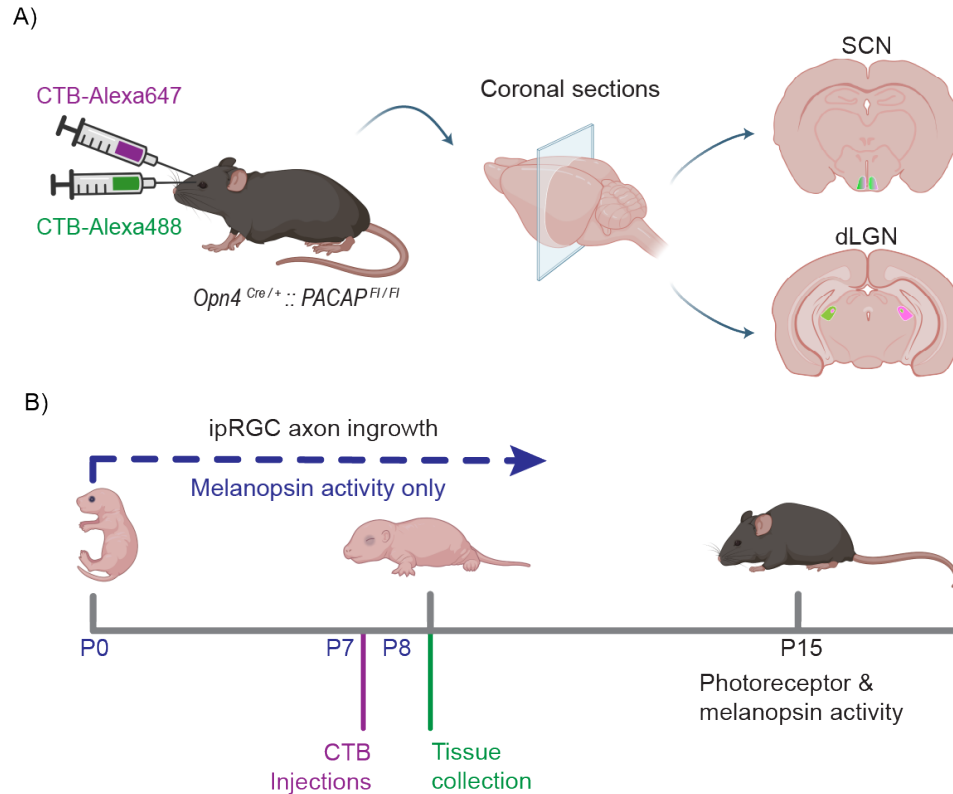 A)
CTB-Alexa647
CTB-Alexa488
Opn4 Cre/+ :: PACAP Fl/Fl
Coronal sections
SCN
dLGN
B)
ipRGC axon ingrowth
Melanopsin activity only
P0
P7
P8
P15
CTB
Injections
Tissue
collection
Photoreceptor &
melanopsin activity